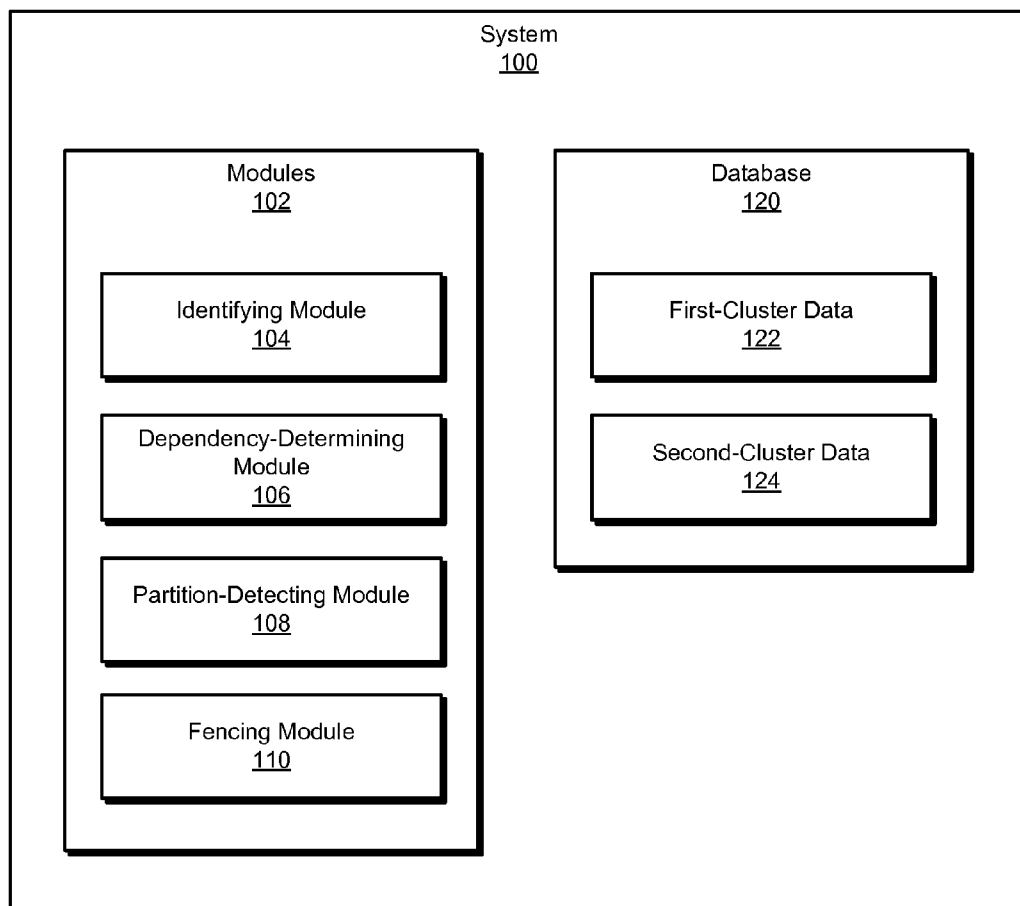 System
100
Modules
102
Identifying Module
104
Dependency-Determining
Module
106
Partition-Detecting Module
108
Fencing Module
110
Database
120
First-Cluster Data
122
Second-Cluster Data
124